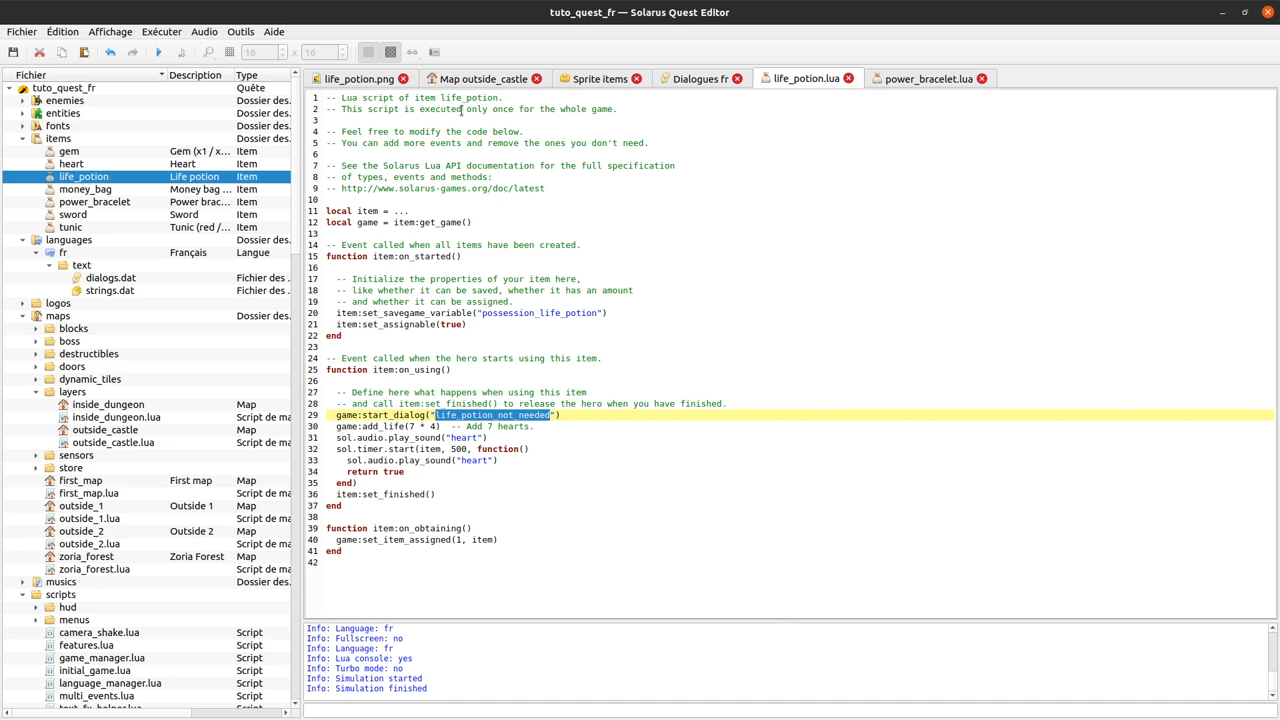 tuto_quest_fr — Solarus Quest Editor
Fichier Édition Affichage Exécuter Audio Outils Aide
16 x 16
Fichier Description Type
tuto_quest_fr Quête
enemies Dossier des.
entities Dossier des.
fonts Dossier des.
items Dossier des.
gem Gem (x1 / x... Item
heart Heart Item
life_potion Life potion Item
money_bag Money bag ... Item
power_bracelet Power brac... Item
sword Sword Item
tunic Tunic (red /... Item
languages Dossier des.
fr Français Langue
text
dialogs.dat Fichier des .
strings.dat Fichier des .
logos Dossier des.
maps Dossier des.
blocks
boss
destructibles
doors
dynamic_tiles
layers
inside_dungeon Map
inside_dungeon.lua Script de ma
outside_castle Map
outside_castle.lua Script de ma
sensors
store
first_map First map Map
first_map.lua Script de ma
outside_1 Outside 1 Map
outside_1.lua Script de ma
outside_2 Outside 2 Map
outside_2.lua Script de ma
zoria_forest Zoria Forest Map
zoria_forest.lua Script de ma
musics Dossier des.
scripts
hud
menus
camera_shake.lua Script
features.lua Script
game_manager.lua Script
initial_game.lua Script
language_manager.lua Script
multi_events.lua Script
text_fx_helper.lua Script
life_potion.png Map outside_castle Sprite items Dialogues fr life_potion.lua power_bracelet.lua
1 -- Lua script of item life_potion.
2 -- This script is executed only once for the whole game.
3
4 -- Feel free to modify the code below.
5 -- You can add more events and remove the ones you don't need.
6
7 -- See the Solarus Lua API documentation for the full specification
8 -- of types, events and methods:
9 -- http://www.solarus-games.org/doc/latest
10
11 local item = ...
12 local game = item:get_game()
13
14 -- Event called when all items have been created.
15 function item:on_started()
16
17 -- Initialize the properties of your item here,
18 -- like whether it can be saved, whether it has an amount
19 -- and whether it can be assigned.
20 item:set_savegame_variable("possession_life_potion")
21 item:set_assignable(true)
22 end
23
24 -- Event called when the hero starts using this item.
25 function item:on_using()
26
27 -- Define here what happens when using this item
28 -- and call item:set_finished() to release the hero when you have finished.
29 game:start_dialog("life_potion_not_needed")
30 game:add_life(7 * 4) -- Add 7 hearts.
31 sol.audio.play_sound("heart")
32 sol.timer.start(item, 500, function()
33 sol.audio.play_sound("heart")
34 return true
35 end)
36 item:set_finished()
37 end
38
39 function item:on_obtaining()
40 game:set_item_assigned(1, item)
41 end
42
Info: Language: fr
Info: Fullscreen: no
Info: Language: fr
Info: Lua console: yes
Info: Turbo mode: no
Info: Simulation started
Info: Simulation finished